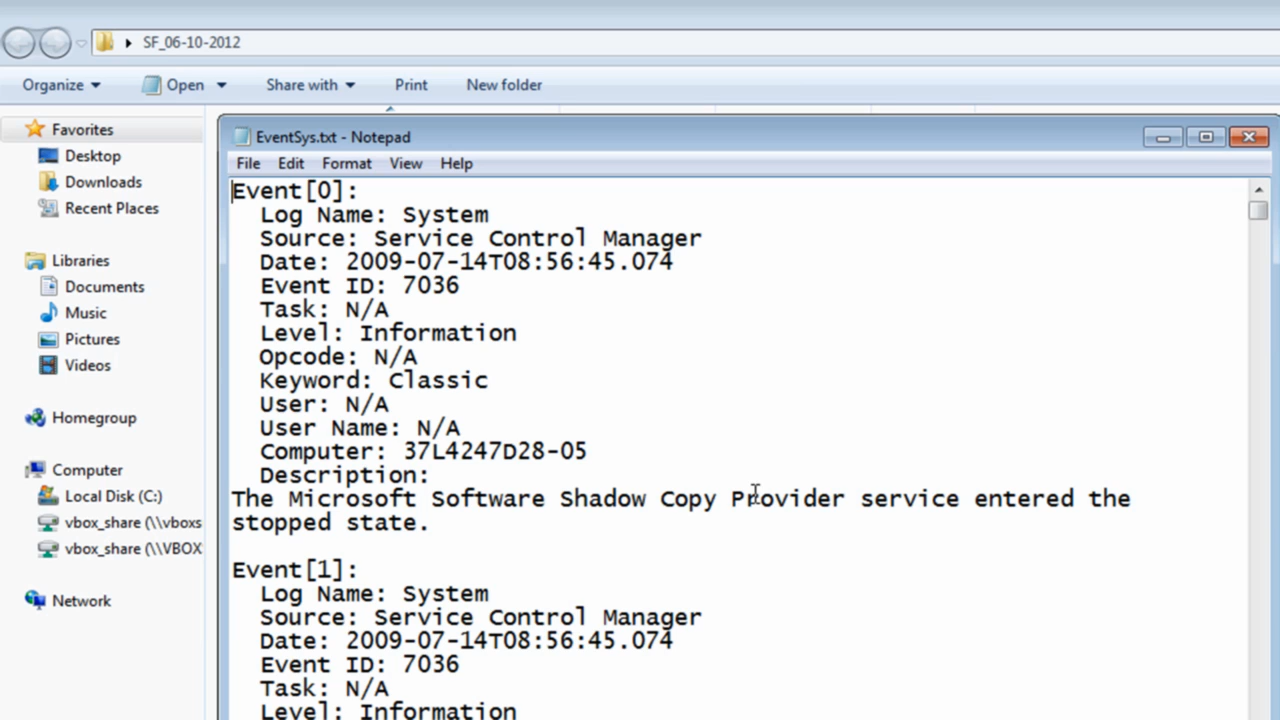 SF_06-10-2012
Organize Open Share with Print New folder
Favorites
Desktop
Downloads
Recent Places
Libraries
Documents
Music
Pictures
Videos
Homegroup
Computer
Local Disk (C:)
vbox_share (\\vboxs
vbox_share (\\VBOX
Network
EventSys.txt - Notepad
File Edit Format View Help
Event[0]:
Log Name: System
Source: Service Control Manager
Date: 2009-07-14T08:56:45.074
Event ID: 7036
Task: N/A
Level: Information
Opcode: N/A
Keyword: Classic
User: N/A
User Name: N/A
Computer: 37L4247D28-05
Description:
The Microsoft Software Shadow Copy Provider service entered the
stopped state.
Event[1]:
Log Name: System
Source: Service Control Manager
Date: 2009-07-14T08:56:45.074
Event ID: 7036
Task: N/A
Level: Information